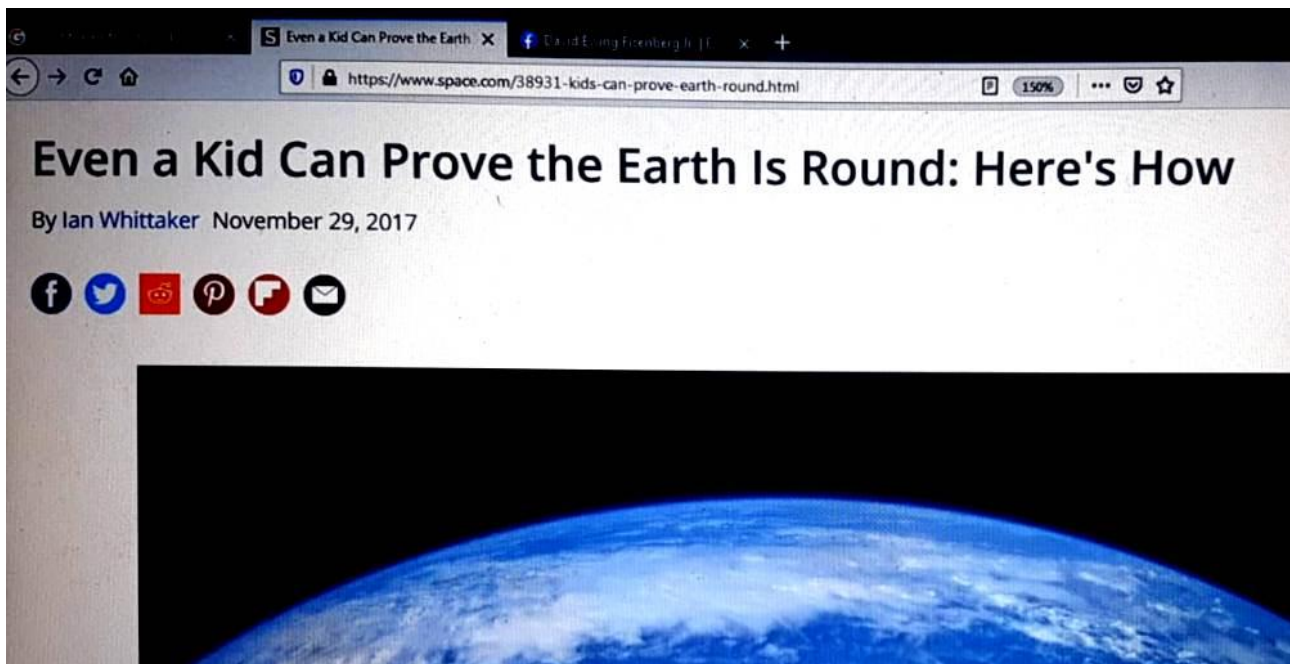 Even a Kid Can Prove the Earth
https://www.space.com/38931-kids-can-prove-earth-round.html
150%
Even a Kid Can Prove the Earth Is Round: Here's How
By Ian Whittaker November 29, 2017